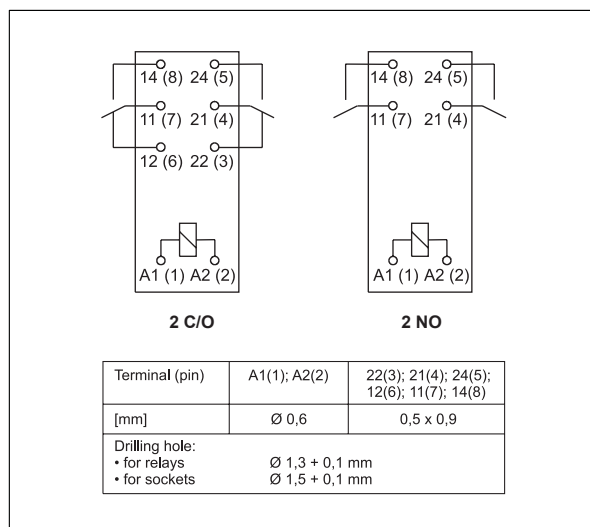 14 (8) 24 (5) 14 (8) 24 (5)
11 (7) 21 (4) 11 (7) 21 (4)
12 (6) 22 (3)
A1 (1) A2 (2) A1 (1) A2 (2)
2 C/O 2 NO
Terminal (pin) A1(1); A2(2) 22(3); 21(4); 24(5);
12(6); 11(7); 14(8)
[mm] Ø 0,6 0,5 x 0,9
Drilling hole:
• for relays Ø 1,3 + 0,1 mm
• for sockets Ø 1,5 + 0,1 mm